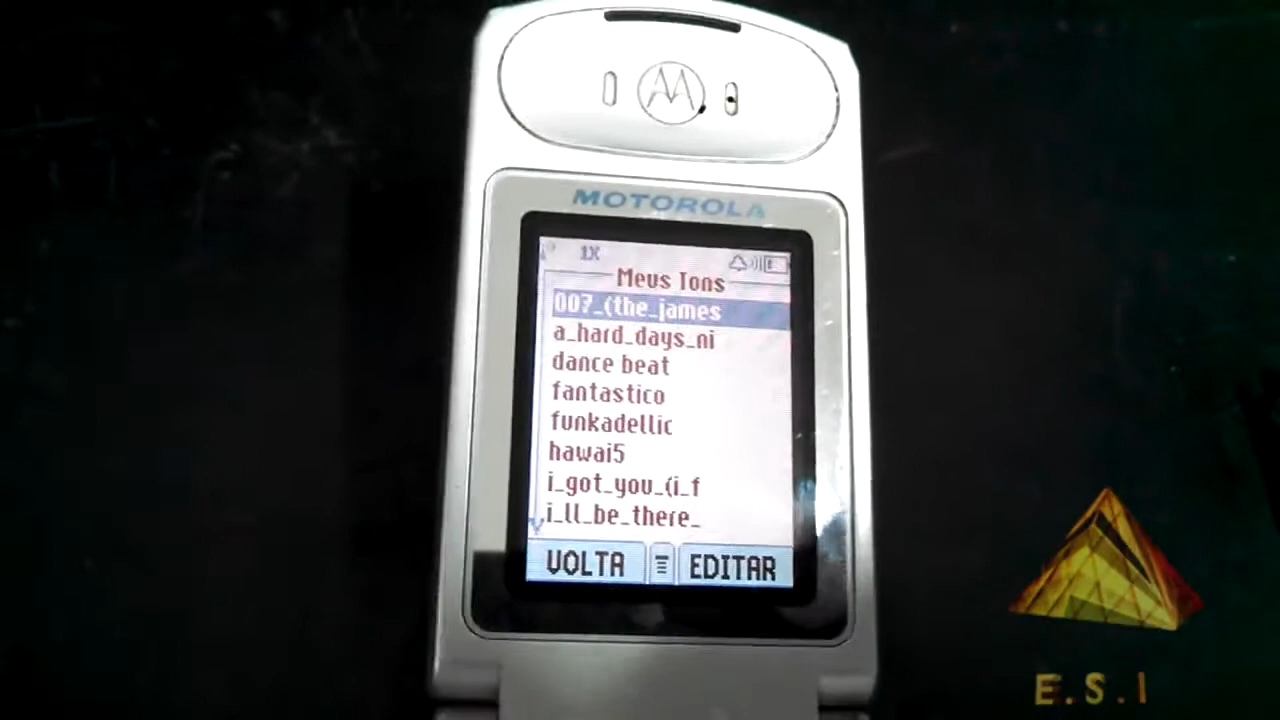 MOTOROLA
1X
Meus Tons
007_(the_james
a_hard_days_ni
dance beat
fantastico
funkadellic
hawai5
i_got_you_(i_f
i_ll_be_there_
VOLTA EDITAR
E.S.I